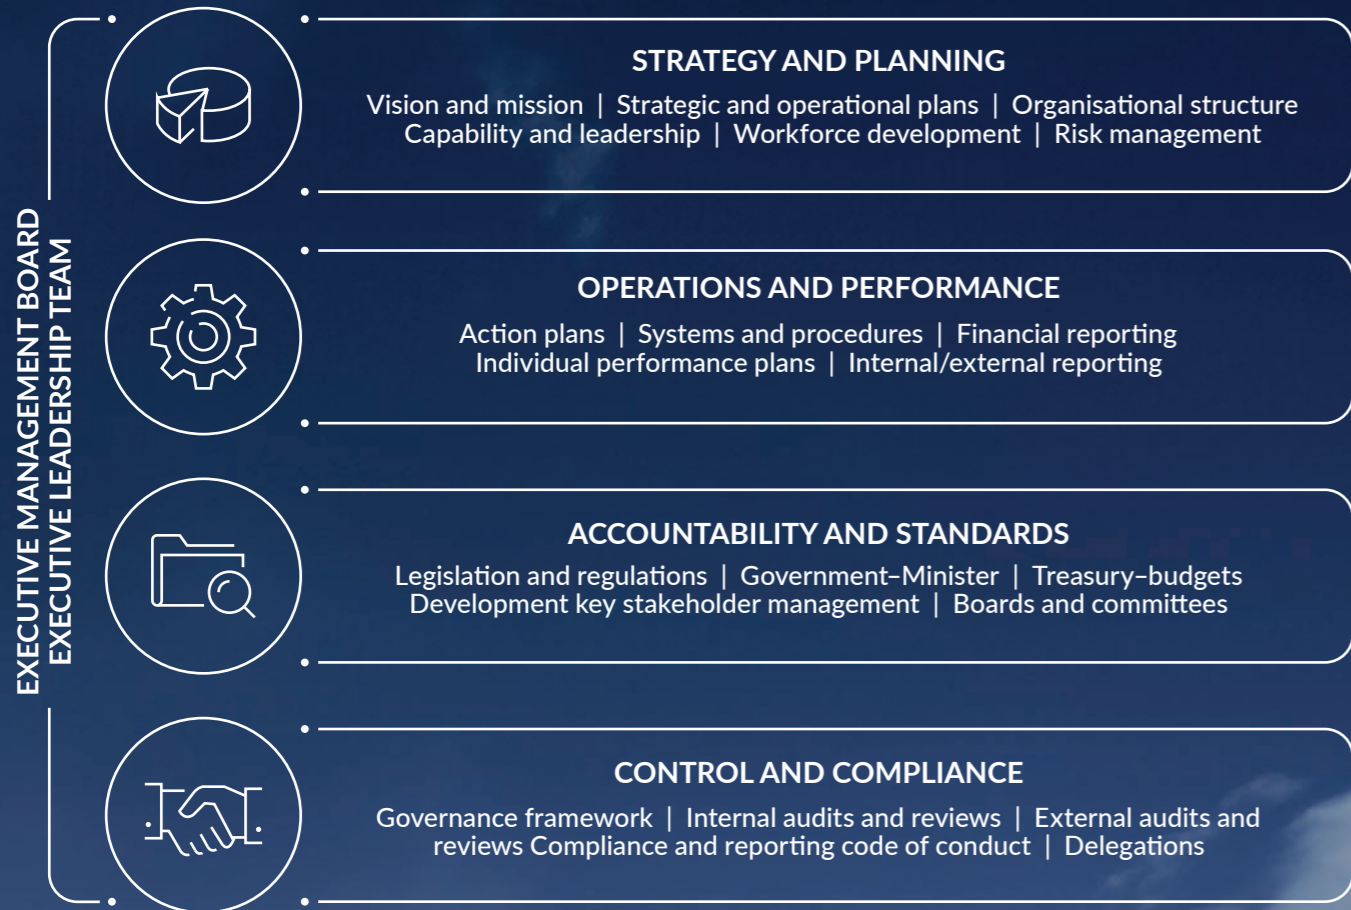 EXECUTIVE MANAGEMENT BOARD
EXECUTIVE LEADERSHIP TEAM
STRATEGY AND PLANNING
Vision and mission | Strategic and operational plans | Organisational structure
Capability and leadership | Workforce development | Risk management
OPERATIONS AND PERFORMANCE
Action plans | Systems and procedures | Financial reporting
Individual performance plans | Internal/external reporting
ACCOUNTABILITY AND STANDARDS
Legislation and regulations | Government–Minister | Treasury–budgets
Development key stakeholder management | Boards and committees
CONTROL AND COMPLIANCE
Governance framework | Internal audits and reviews | External audits and
reviews Compliance and reporting code of conduct | Delegations